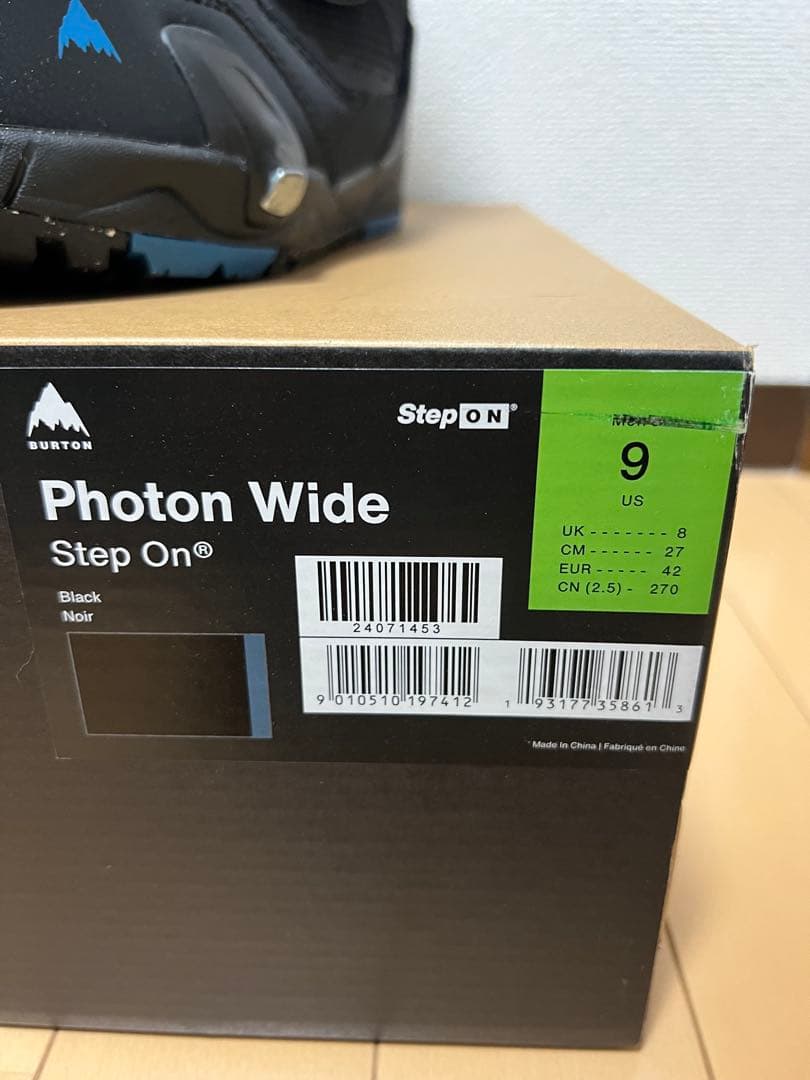 BURTON
Step ON®
Photon Wide
Step On®
Black
Noir
Men's
9
US
UK - - - - - - - 8
CM - - - - - - 27
EUR - - - - - 42
CN (2.5) - 270
24071453
9 010510 197412
1 93177 35861 3
Made In China | Fabriqué en Chine